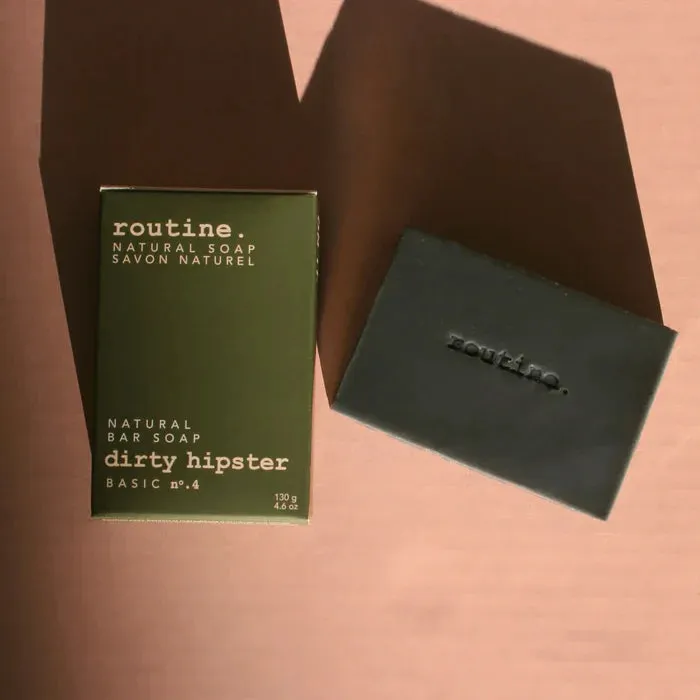 routine.
NATURAL SOAP
SAVON NATUREL
NATURAL
BAR SOAP
dirty hipster
BASIC nº.4
130 g
4.6 oz
routine.